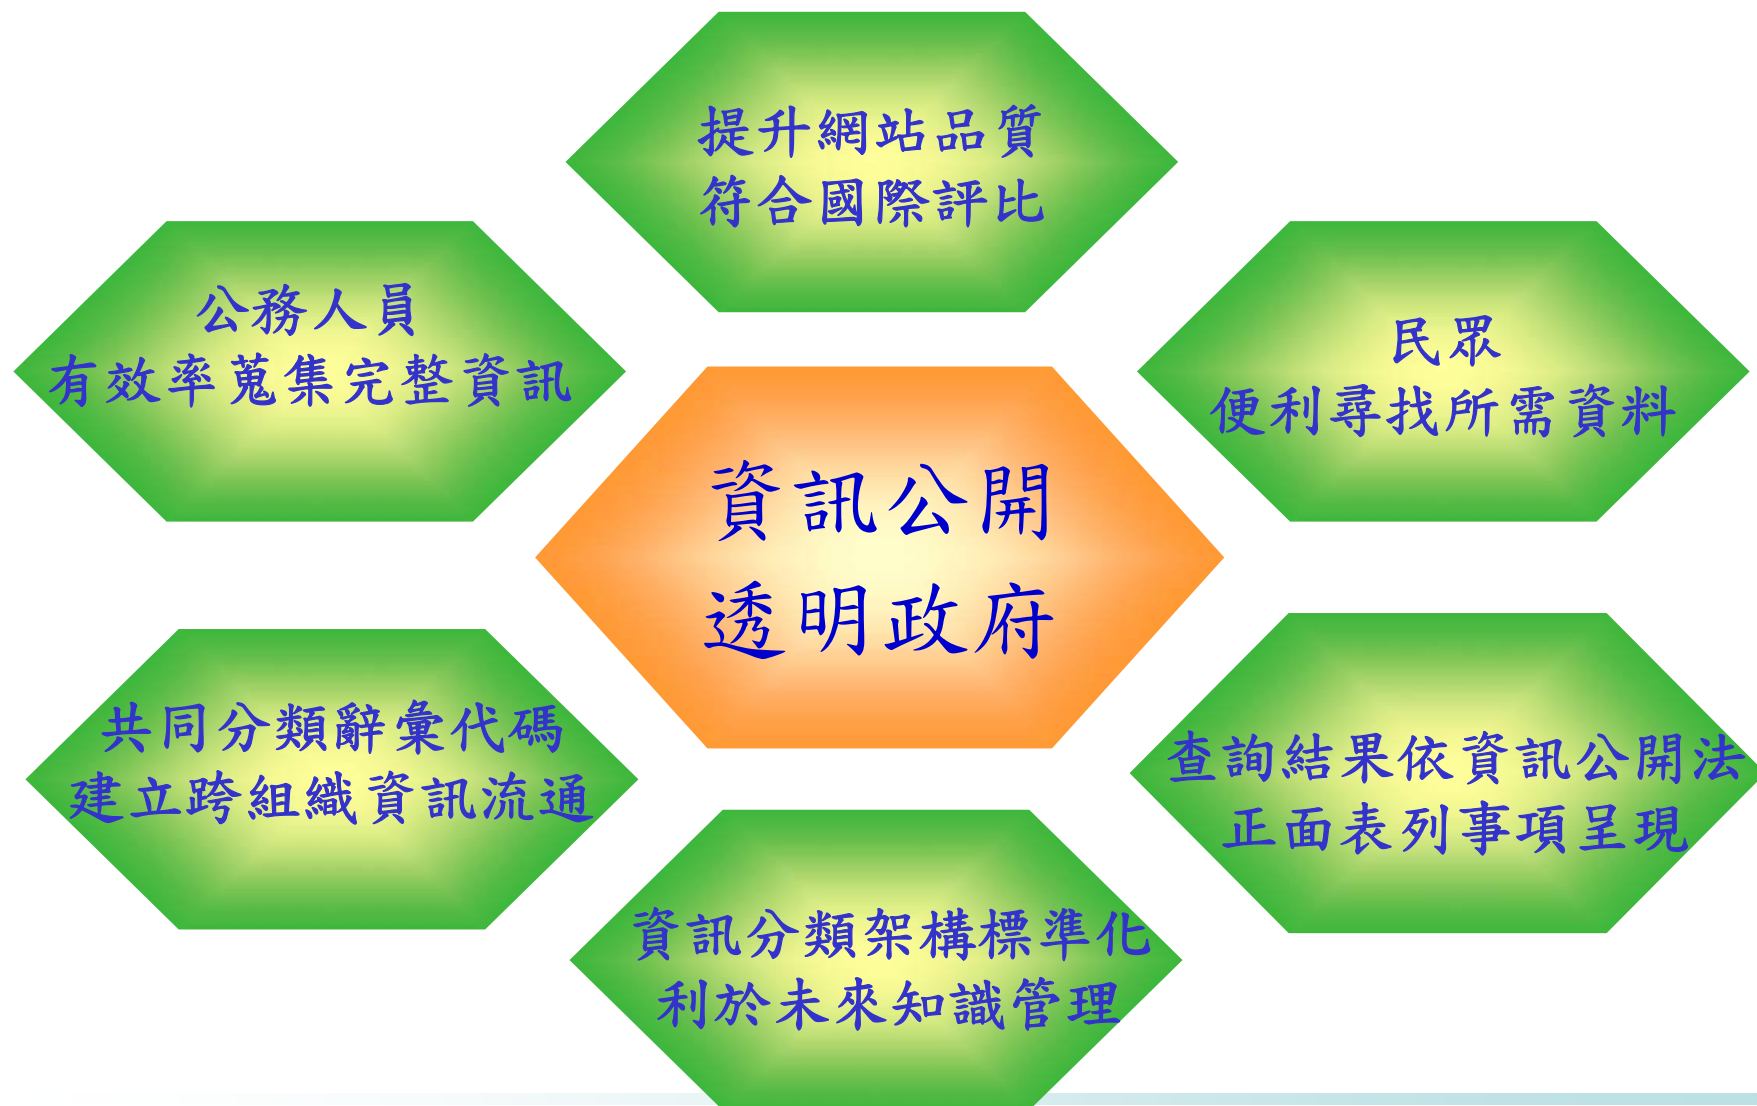 提升網站品質
符合國際評比
公務人員
有效率蒐集完整資訊
民眾
便利尋找所需資料
資訊公開
透明政府
共同分類辭彙代碼
建立跨組織資訊流通
查詢結果依資訊公開法
正面表列事項呈現
資訊分類架構標準化
利於未來知識管理